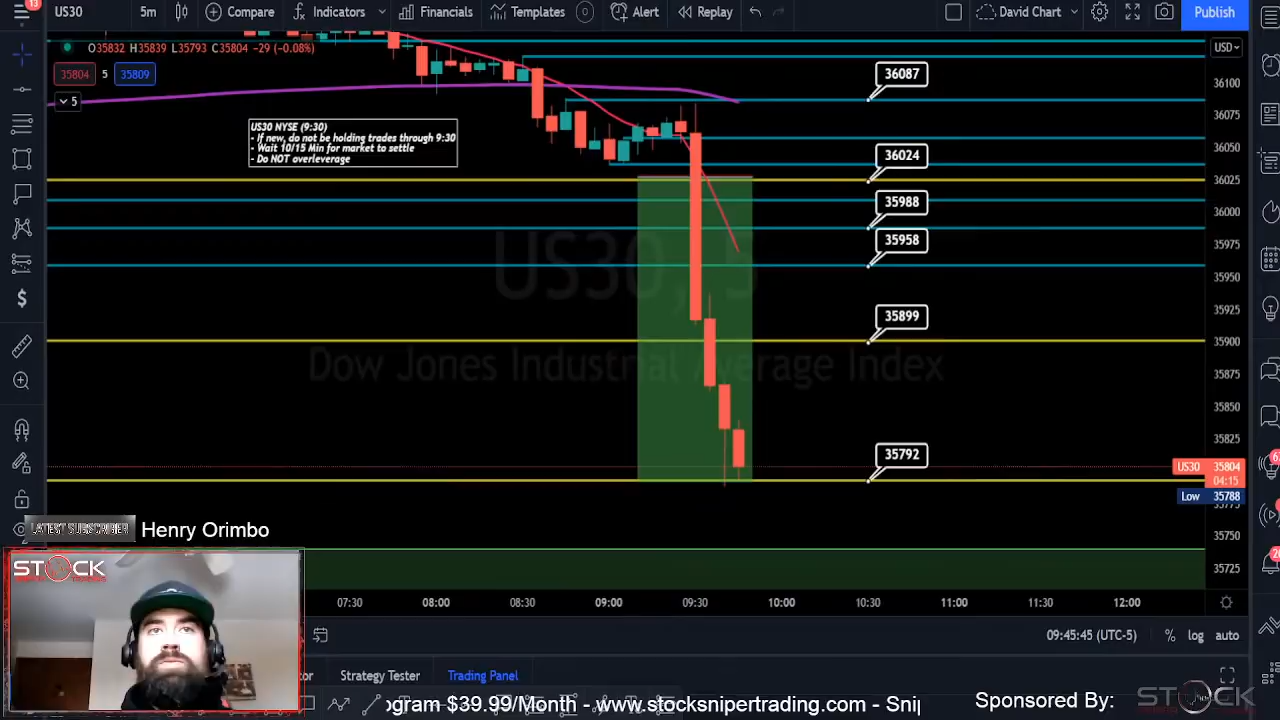 13
US30
5m
Compare
Indicators
Financials
Templates
Alert
Replay
David Chart
Publish
O35832 H35839 L35793 C35804 −29 (−0.08%)
USD
35804 5 35809
5
US30 NYSE (9:30)
- If new, do not be holding trades through 9:30
- Wait 10/15 Min for market to settle
- Do NOT overleverage
US30, 5
Dow Jones Industrial Average Index
36087
36024
35988
35958
35899
35792
36100
36075
36050
36025
36000
35975
35950
35925
35900
35875
35850
35825
US30 35804
04:15
Low 35788
35750
35725
LATEST SUBSCRIBER Henry Orimbo
STOCK
07:30 08:00 08:30 09:00 09:30 10:00 10:30 11:00 11:30 12:00
09:45:45 (UTC-5) % log auto
Strategy Tester
Trading Panel
ogram $39.99/Month - www.stocksnipertrading.com - Snip
Sponsored By:
STOCK